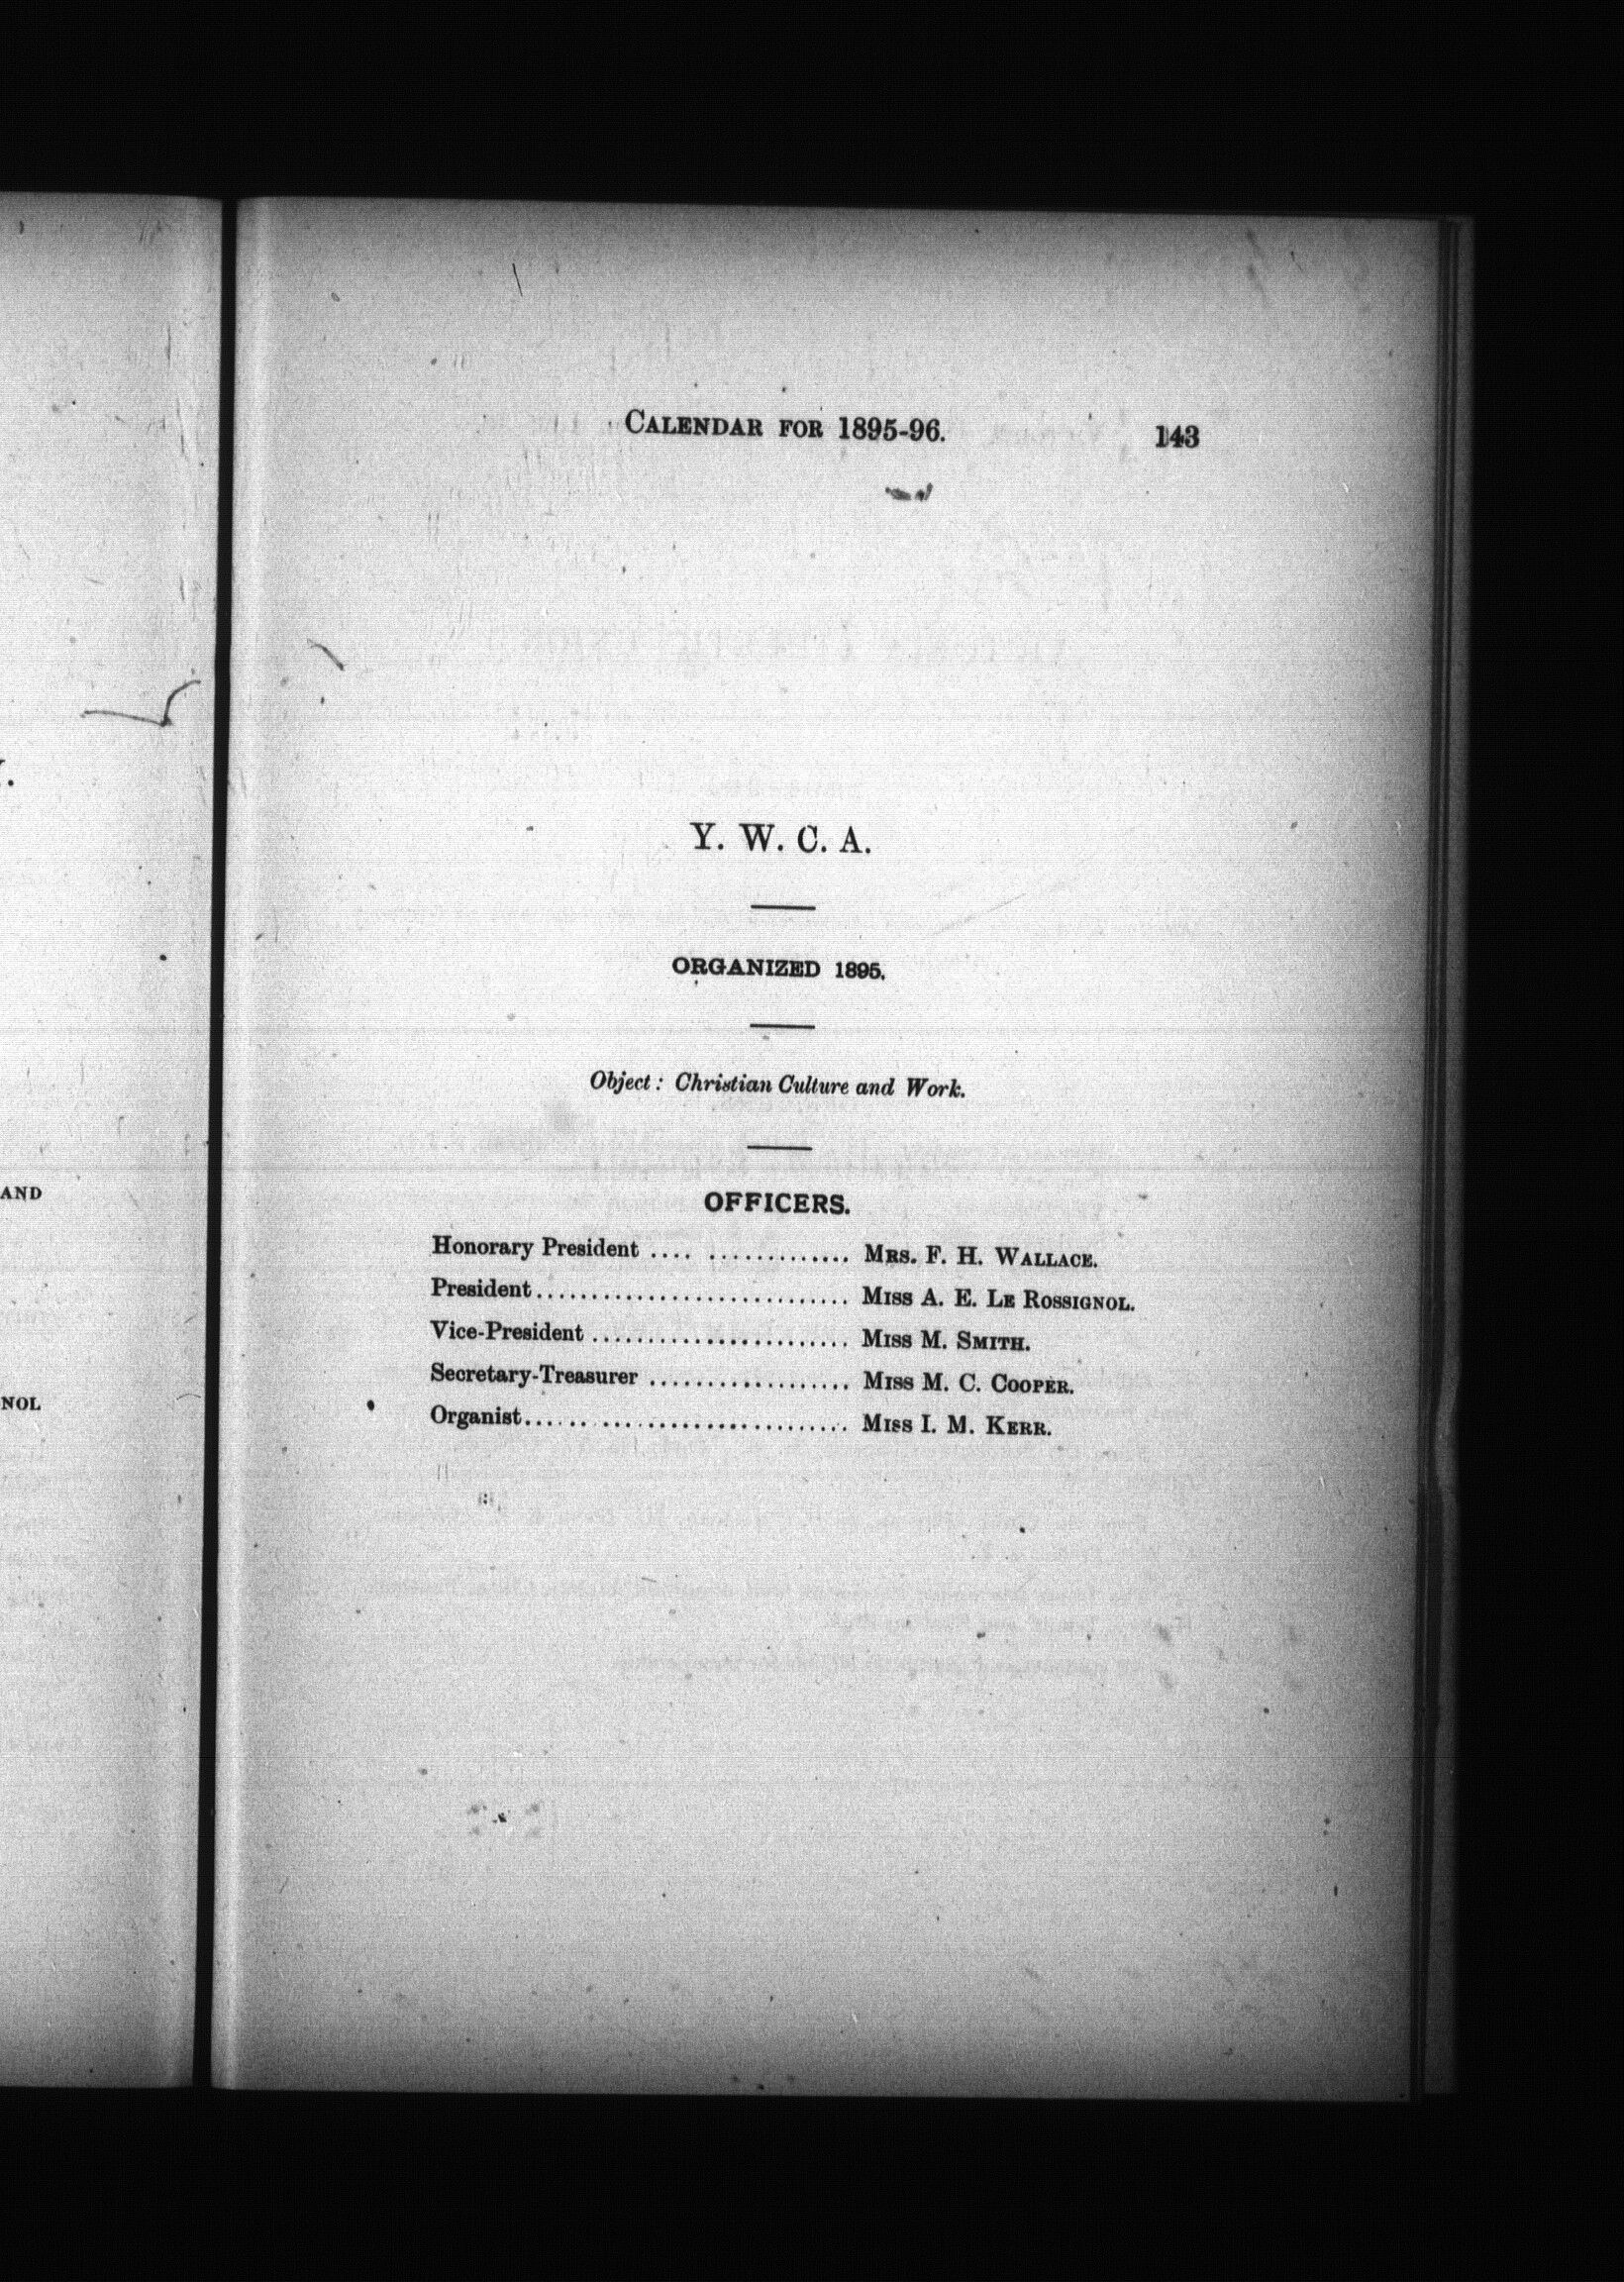 CALENDAR FOR 1895-96. 143
Y. W. C. A.
ORGANIZED 1895.
Object: Christian Culture and Work.
OFFICERS.
Honorary President .... ............. MRS. F. H. WALLACE.
President............................. MISS A. E. LE ROSSIGNOL.
Vice-President ........................ MISS M. SMITH.
Secretary-Treasurer ................... MISS M. C. COOPER.
Organist.............................. MISS I. M. KERR.
AND
NOL